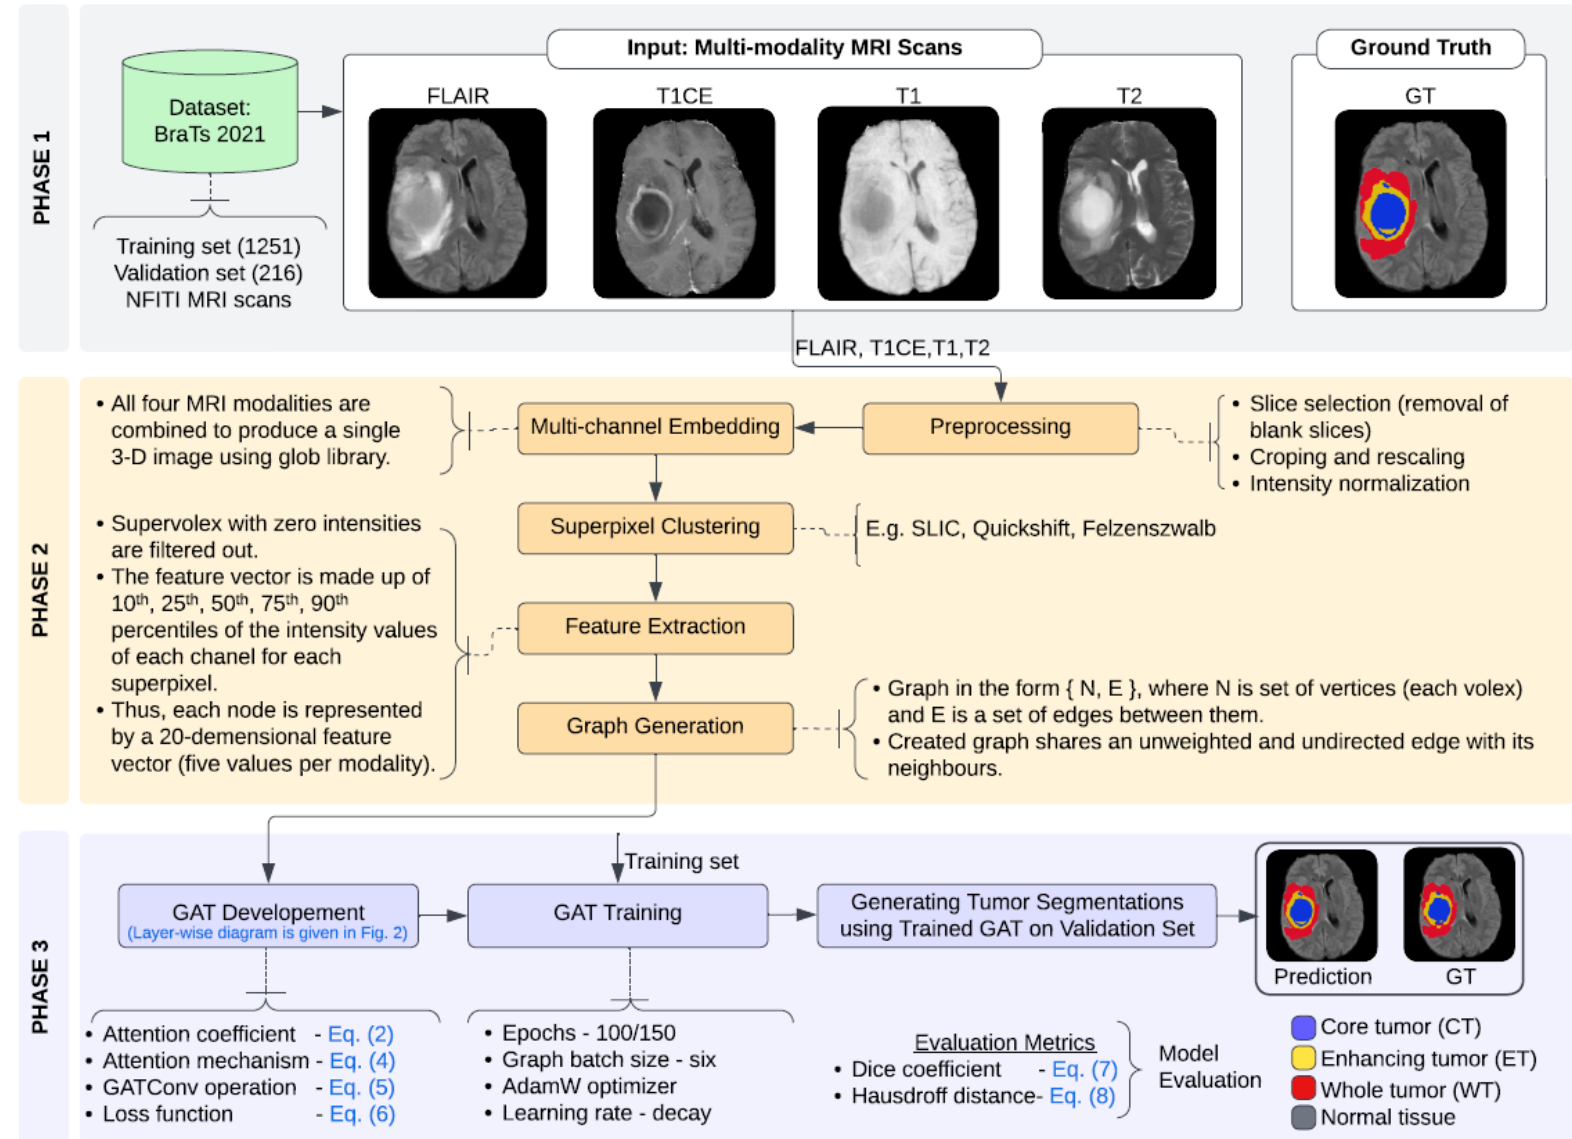 PHASE 1
Dataset:
BraTs 2021
Training set (1251)
Validation set (216)
NFITI MRI scans
Input: Multi-modality MRI Scans
FLAIR
T1CE
T1
T2
Ground Truth
GT
FLAIR, T1CE,T1,T2
PHASE 2
• All four MRI modalities are
combined to produce a single
3-D image using glob library.
Multi-channel Embedding
Preprocessing
• Slice selection (removal of
blank slices)
• Croping and rescaling
• Intensity normalization
Superpixel Clustering
E.g. SLIC, Quickshift, Felzenszwalb
• Supervolex with zero intensities
are filtered out.
• The feature vector is made up of
10th, 25th, 50th, 75th, 90th
percentiles of the intensity values
of each chanel for each
superpixel.
• Thus, each node is represented
by a 20-demensional feature
vector (five values per modality).
Feature Extraction
Graph Generation
• Graph in the form { N, E }, where N is set of vertices (each volex)
and E is a set of edges between them.
• Created graph shares an unweighted and undirected edge with its
neighbours.
PHASE 3
Training set
GAT Developement
(Layer-wise diagram is given in Fig. 2)
GAT Training
Generating Tumor Segmentations
using Trained GAT on Validation Set
Prediction
GT
• Attention coefficient - Eq. (2)
• Attention mechanism - Eq. (4)
• GATConv operation - Eq. (5)
• Loss function - Eq. (6)
• Epochs - 100/150
• Graph batch size - six
• AdamW optimizer
• Learning rate - decay
Evaluation Metrics
• Dice coefficient - Eq. (7)
• Hausdroff distance- Eq. (8)
Model
Evaluation
Core tumor (CT)
Enhancing tumor (ET)
Whole tumor (WT)
Normal tissue